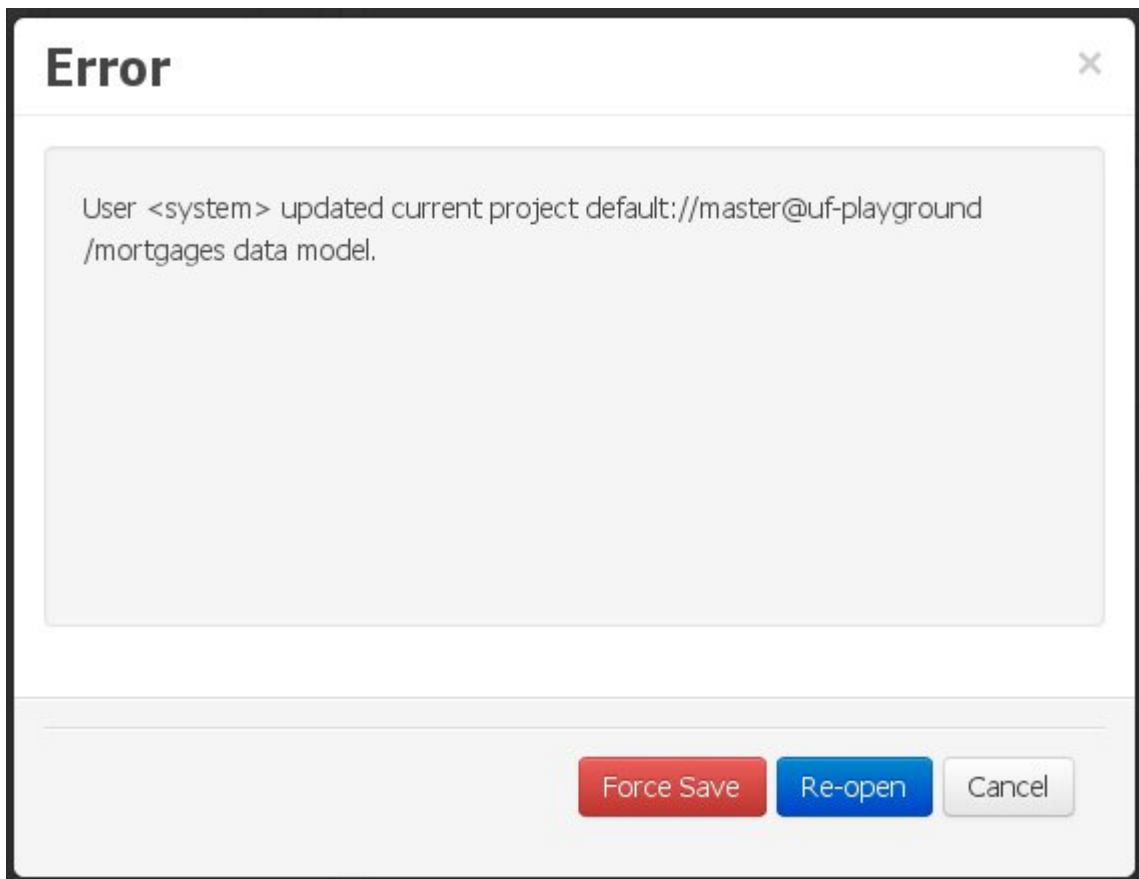 Error
×
User <system> updated current project default://master@uf-playground
/mortgages data model.
Force Save
Re-open
Cancel